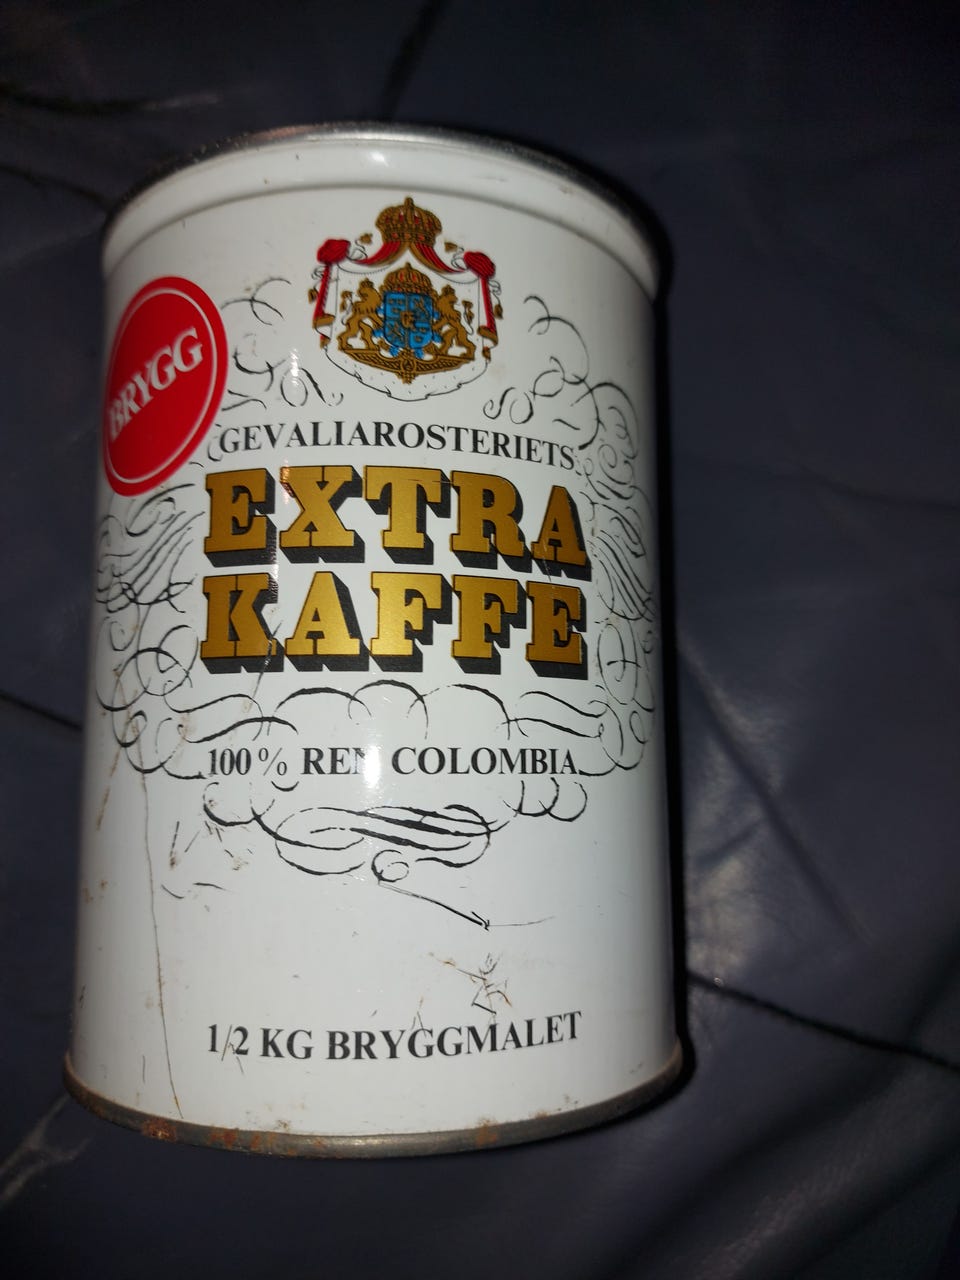 BRYGG
GEVALIAROSTERIETS
EXTRA
KAFFE
100% REN COLOMBIA
1/2 KG BRYGGMALET